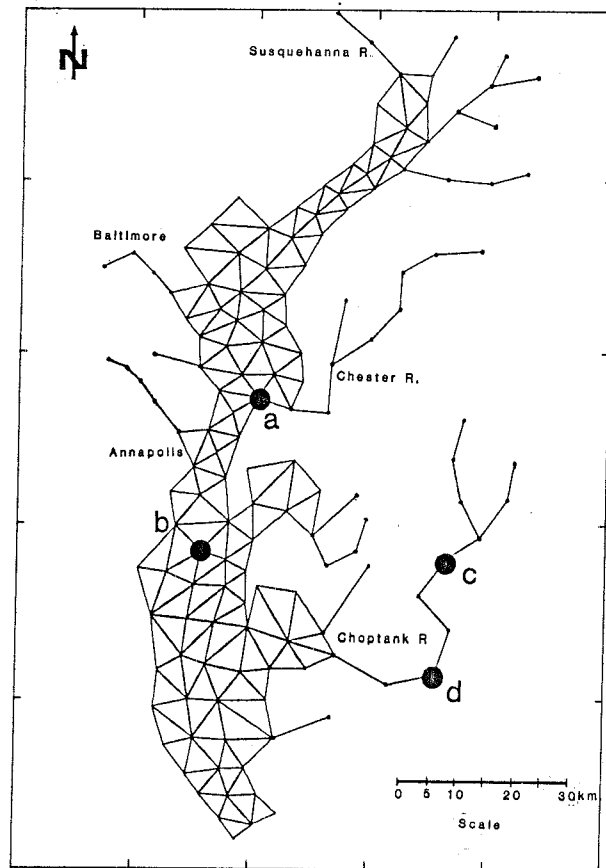 N
Susquehanna R.
Baltimore
Chester R.
a
Annapolis
b
c
Choptank R
d
0 5 10 20 30km.
Scale